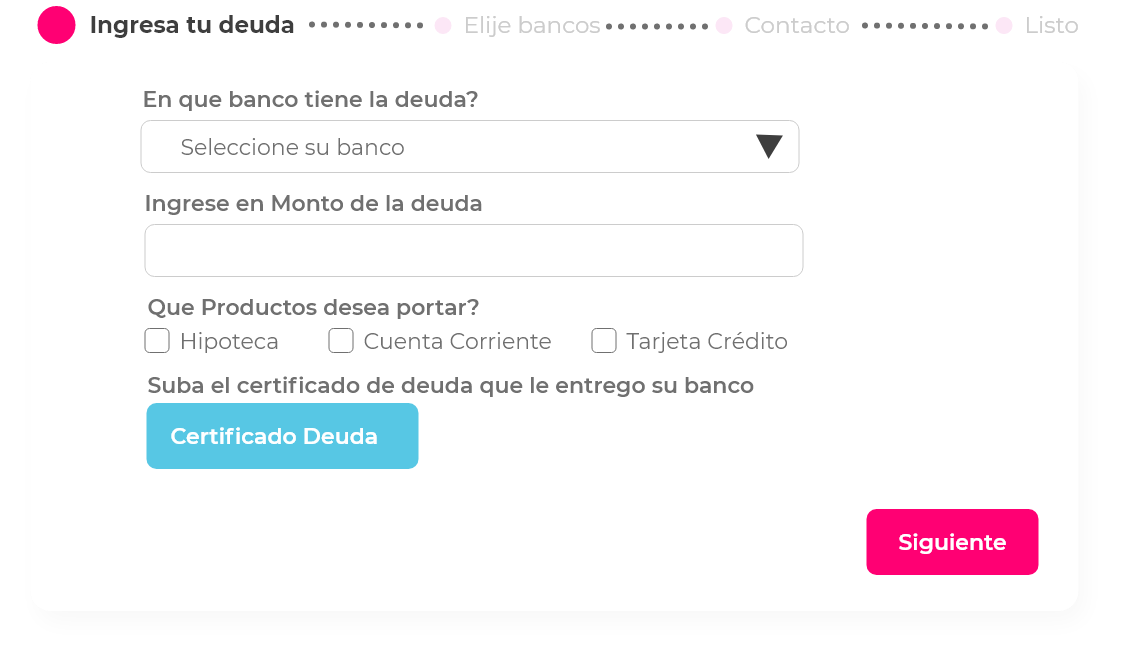 Ingresa tu deuda Elije bancos Contacto Listo
En que banco tiene la deuda?
Seleccione su banco
Ingrese en Monto de la deuda
Que Productos desea portar?
Hipoteca Cuenta Corriente Tarjeta Crédito
Suba el certificado de deuda que le entrego su banco
Certificado Deuda
Siguiente